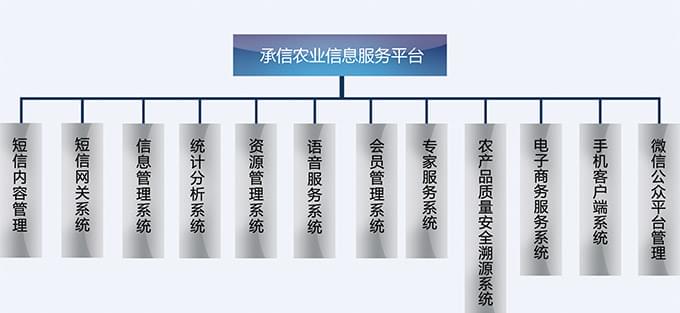 承信农业信息服务平台
短信内容管理
短信网关系统
信息管理系统
统计分析系统
资源管理系统
语音服务系统
会员管理系统
专家服务系统
农产品质量安全溯源系统
电子商务服务系统
手机客户端系统
微信公众平台管理